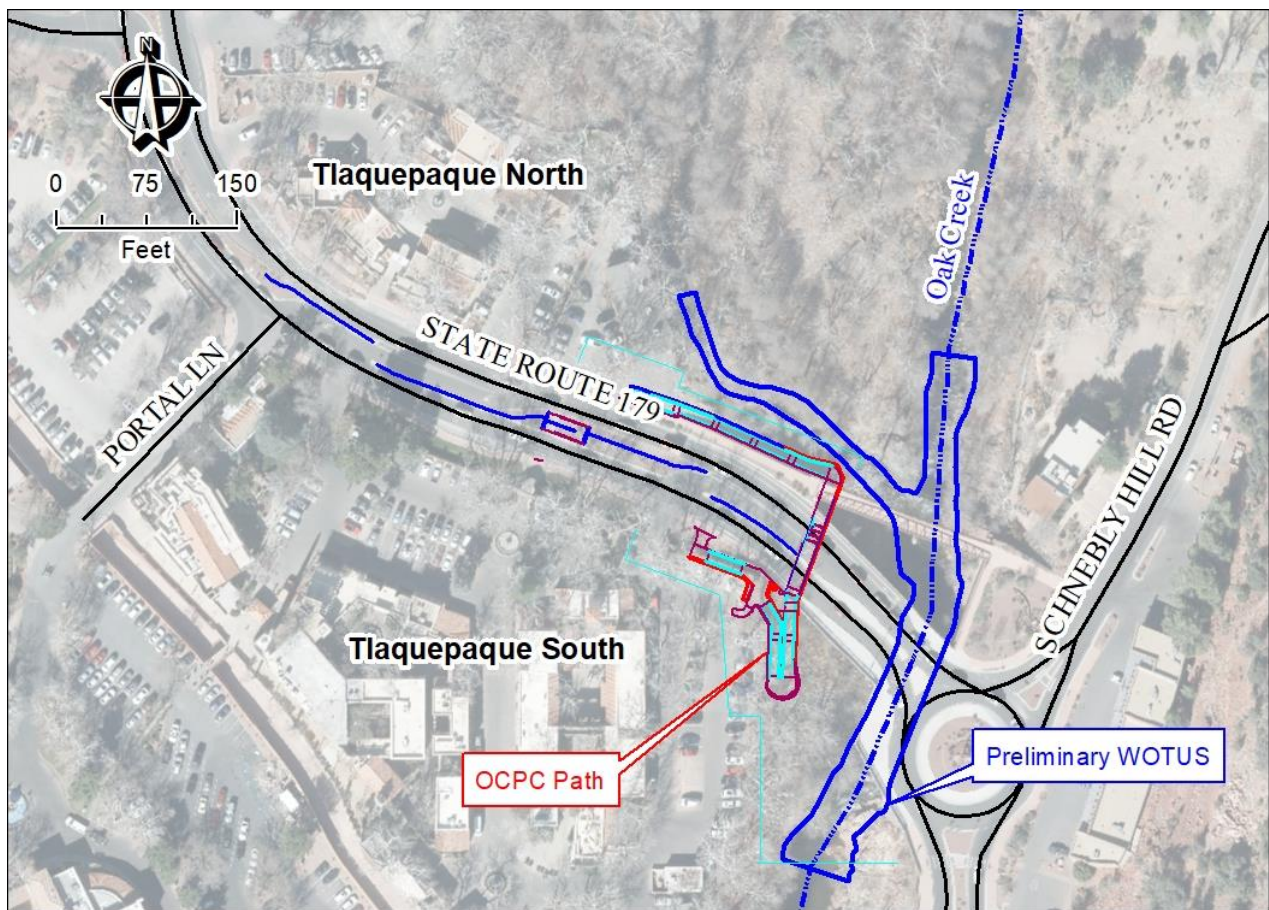 N
0 75 150
Feet
Tlaquepaque North
Oak Creek
STATE ROUTE 179
PORTAL LN
SCHNEBLY HILL RD
Tlaquepaque South
OCPC Path
Preliminary WOTUS